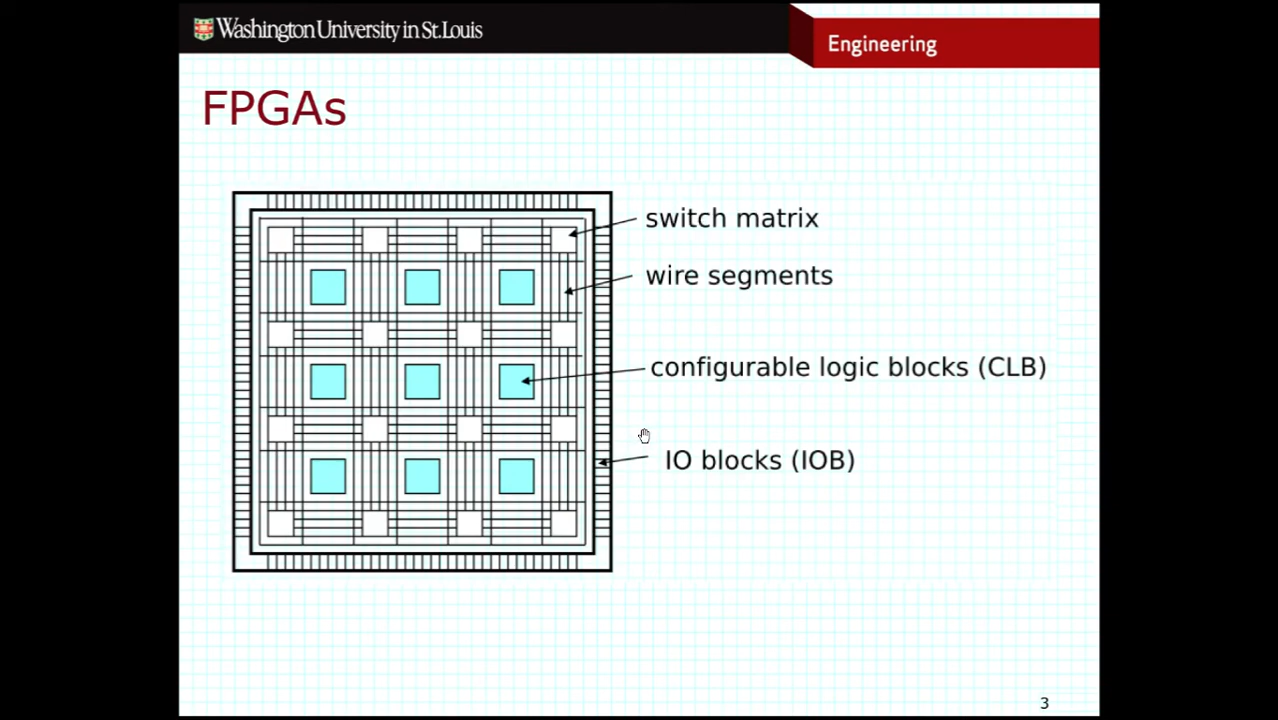 Washington University in St. Louis
Engineering
FPGAs
switch matrix
wire segments
configurable logic blocks (CLB)
IO blocks (IOB)
3